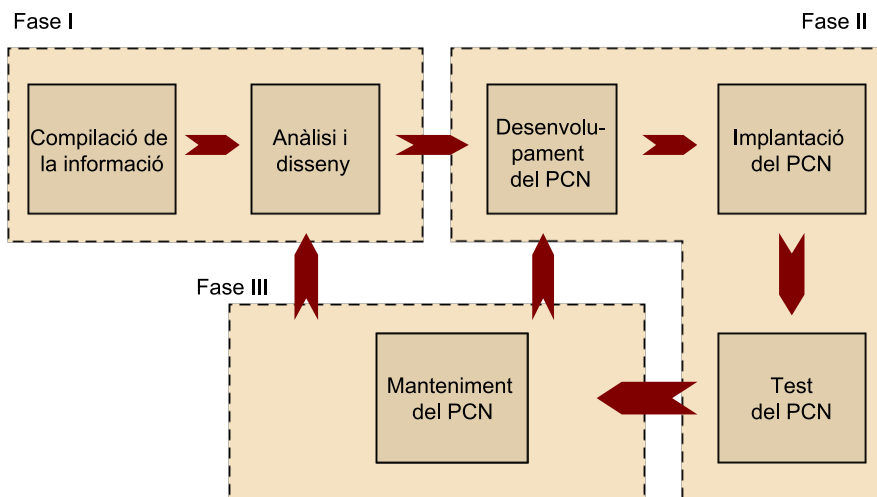 Fase I
Fase II
Compilació de
la informació
Anàlisi i
disseny
Desenvolu-
pament
del PCN
Implantació
del PCN
Fase III
Manteniment
del PCN
Test
del PCN